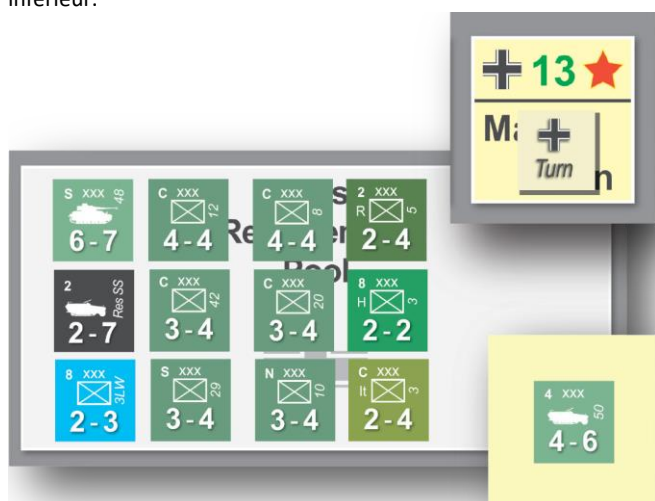 inférieur.
13
Turn
S XXX 48
6-7
C XXX 12
4-4
C XXX 8
4-4
2 XXX
R 5
2-4
2 Res SS
2-7
C XXX 42
3-4
C XXX 20
3-4
8 XXX
H 3
2-2
Pool
8 XXX 3LW
2-3
S XXX 29
3-4
N XXX 10
3-4
C XXX
It 3
2-4
4 XXX 50
4-6